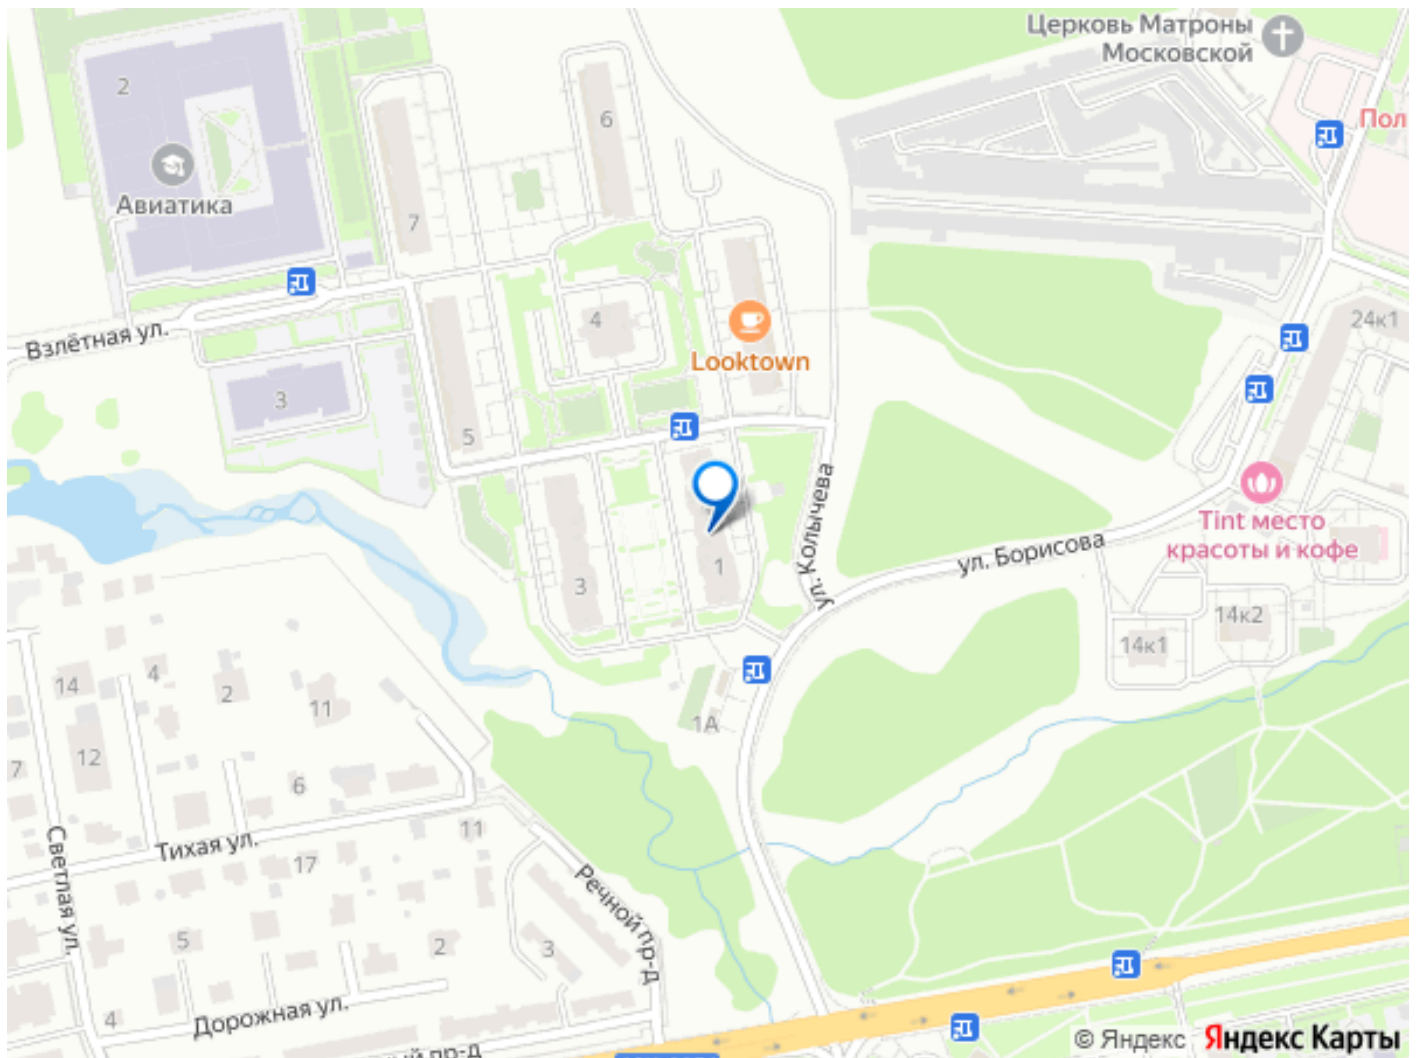 Церковь Матроны
Московской
2
6
Пол
Авиатика
7
4
24к1
Взлётная ул.
Looktown
3
5
ул. Колычева
Tint место
красоты и кофе
ул. Борисова
1
3
14к2
14к1
14
4
2
11
1А
12
7
6
Светлая ул.
Тихая ул.
11
17
Речной пр-д
5
2
3
4
Дорожная ул.
ный пр-д
© Яндекс Яндекс Карты